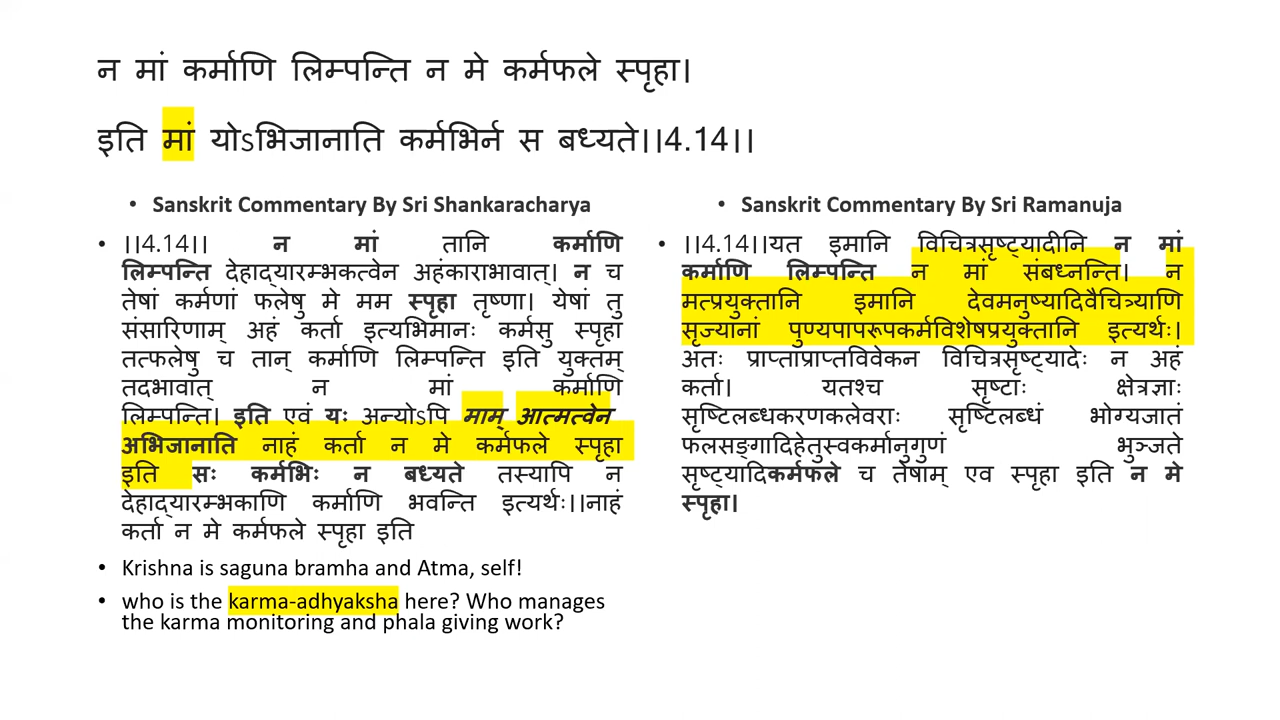 न मां कर्माणि लिम्पन्ति न मे कर्मफले स्पृहा।
इति मां योऽभिजानाति कर्मभिर्न स बध्यते।।4.14।।
• Sanskrit Commentary By Sri Shankaracharya
• ।।4.14।। न मां तानि कर्माणि
लिम्पन्ति देहाद्यारम्भकत्वेन अहंकाराभावात्। न च
तेषां कर्मणां फलेषु मे मम स्पृहा तृष्णा। येषां तु
संसारिणाम् अहं कर्ता इत्यभिमानः कर्मसु स्पृहा
तत्फलेषु च तान् कर्माणि लिम्पन्ति इति युक्तम्
तदभावात् न मां कर्माणि
लिम्पन्ति। इति एवं यः अन्योऽपि माम् आत्मत्वेन
अभिजानाति नाहं कर्ता न मे कर्मफले स्पृहा
इति सः कर्मभिः न बध्यते तस्यापि न
देहाद्यारम्भकाणि कर्माणि भवन्ति इत्यर्थः।।नाहं
कर्ता न मे कर्मफले स्पृहा इति
• Krishna is saguna bramha and Atma, self!
• who is the karma-adhyaksha here? Who manages
the karma monitoring and phala giving work?
• Sanskrit Commentary By Sri Ramanuja
• ।।4.14।।यत इमानि विचित्रसृष्ट्यादीनि न मां
कर्माणि लिम्पन्ति न मां संबध्नन्ति। न
मत्प्रयुक्तानि इमानि देवमनुष्यादिवैचित्र्याणि
सृज्यानां पुण्यपापरूपकर्मविशेषप्रयुक्तानि इत्यर्थः।
अतः प्राप्ताप्राप्तविवेकेन विचित्रसृष्ट्यादेः न अहं
कर्ता। यतश्च सृष्टाः क्षेत्रज्ञाः
सृष्टिलब्धकरणकलेवराः सृष्टिलब्धं भोग्यजातं
फलसङ्गादिहेतुस्वकर्मानुगुणं भुञ्जते
सृष्ट्यादिकर्मफले च तेषाम् एव स्पृहा इति न मे
स्पृहा।